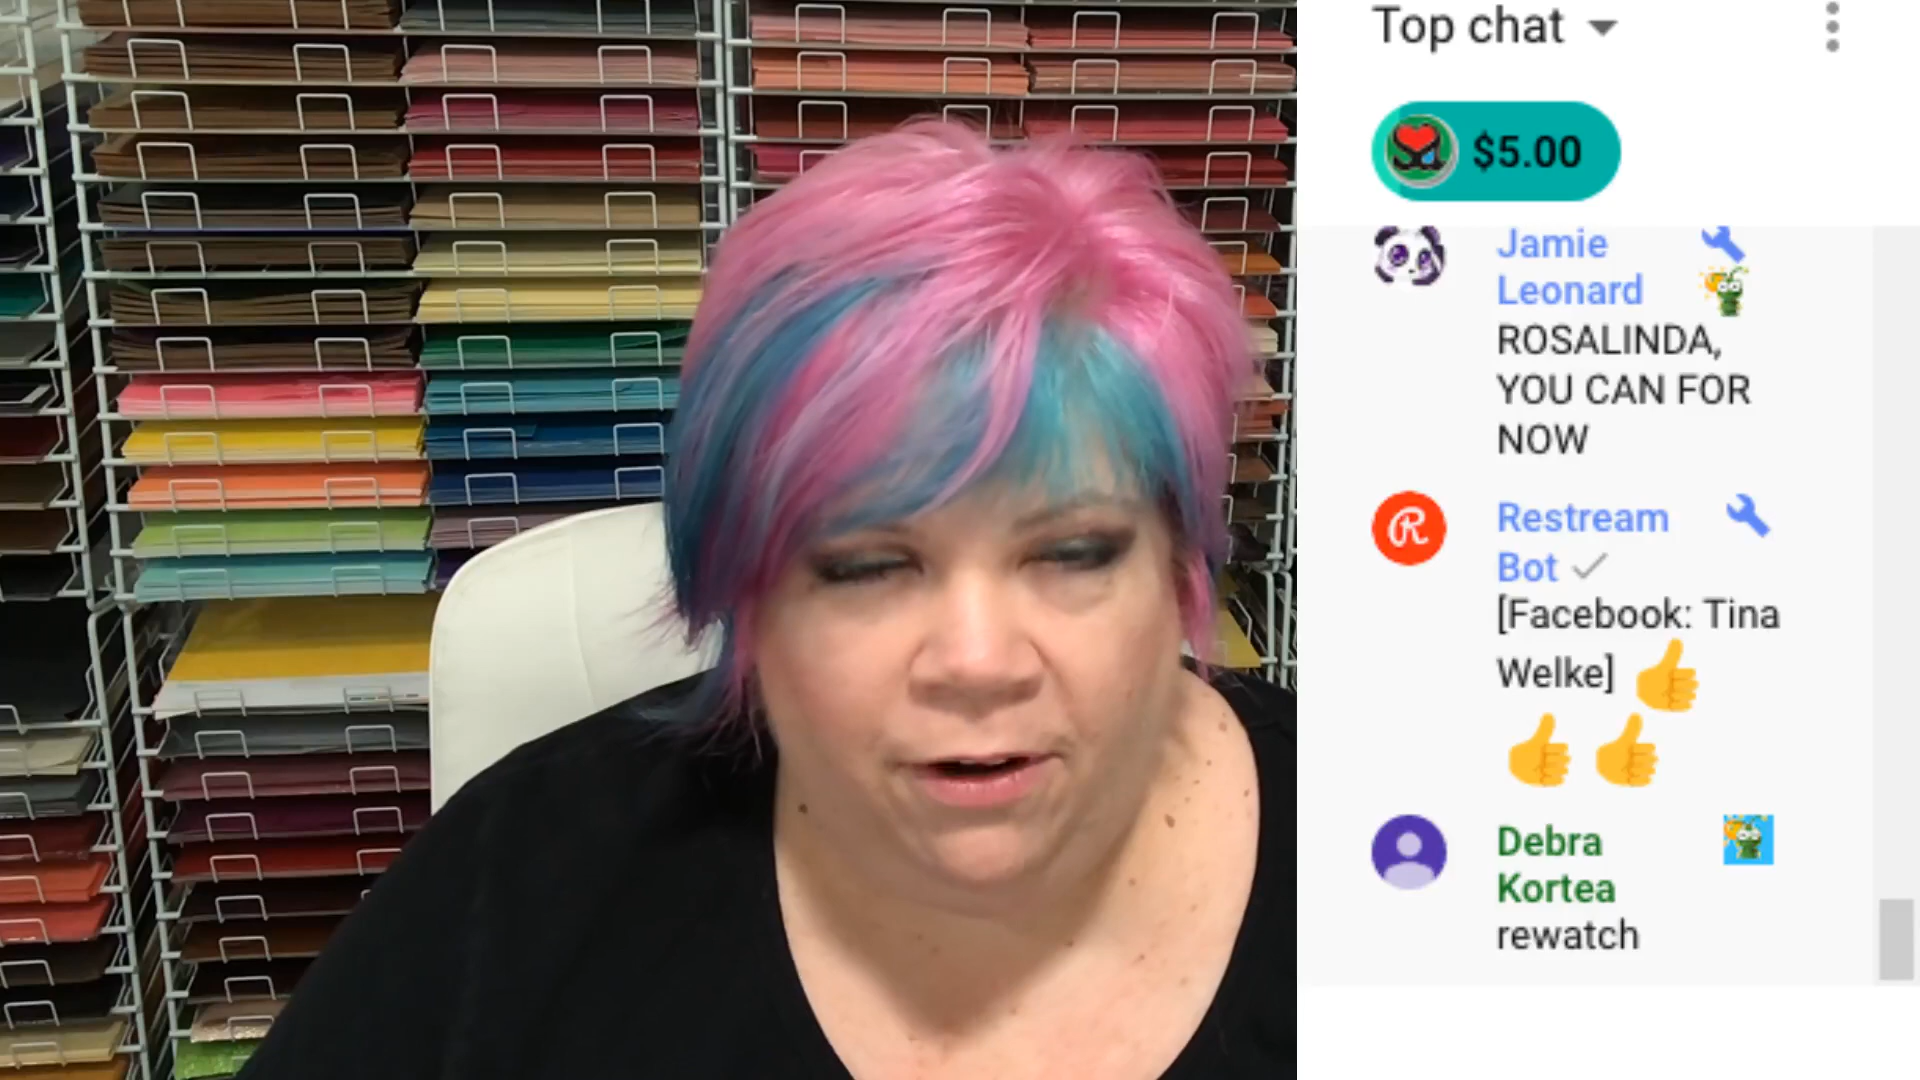 Top chat
$5.00
Jamie
Leonard
ROSALINDA,
YOU CAN FOR
NOW
Restream
Bot
[Facebook: Tina
Welke] 👍
👍 👍
Debra
Kortea
rewatch